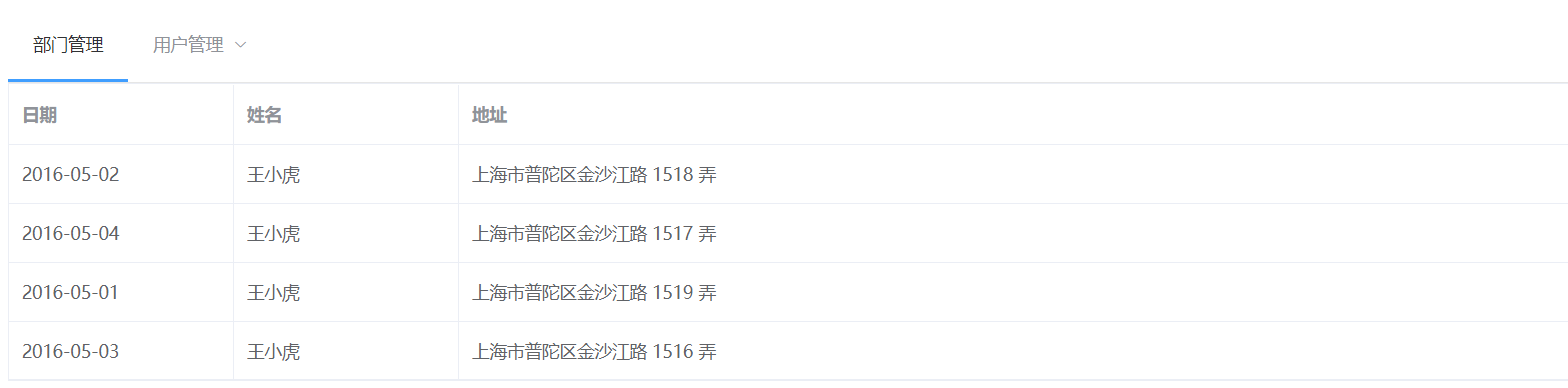 部门管理 用户管理
日期 姓名 地址
2016-05-02 王小虎 上海市普陀区金沙江路 1518 弄
2016-05-04 王小虎 上海市普陀区金沙江路 1517 弄
2016-05-01 王小虎 上海市普陀区金沙江路 1519 弄
2016-05-03 王小虎 上海市普陀区金沙江路 1516 弄